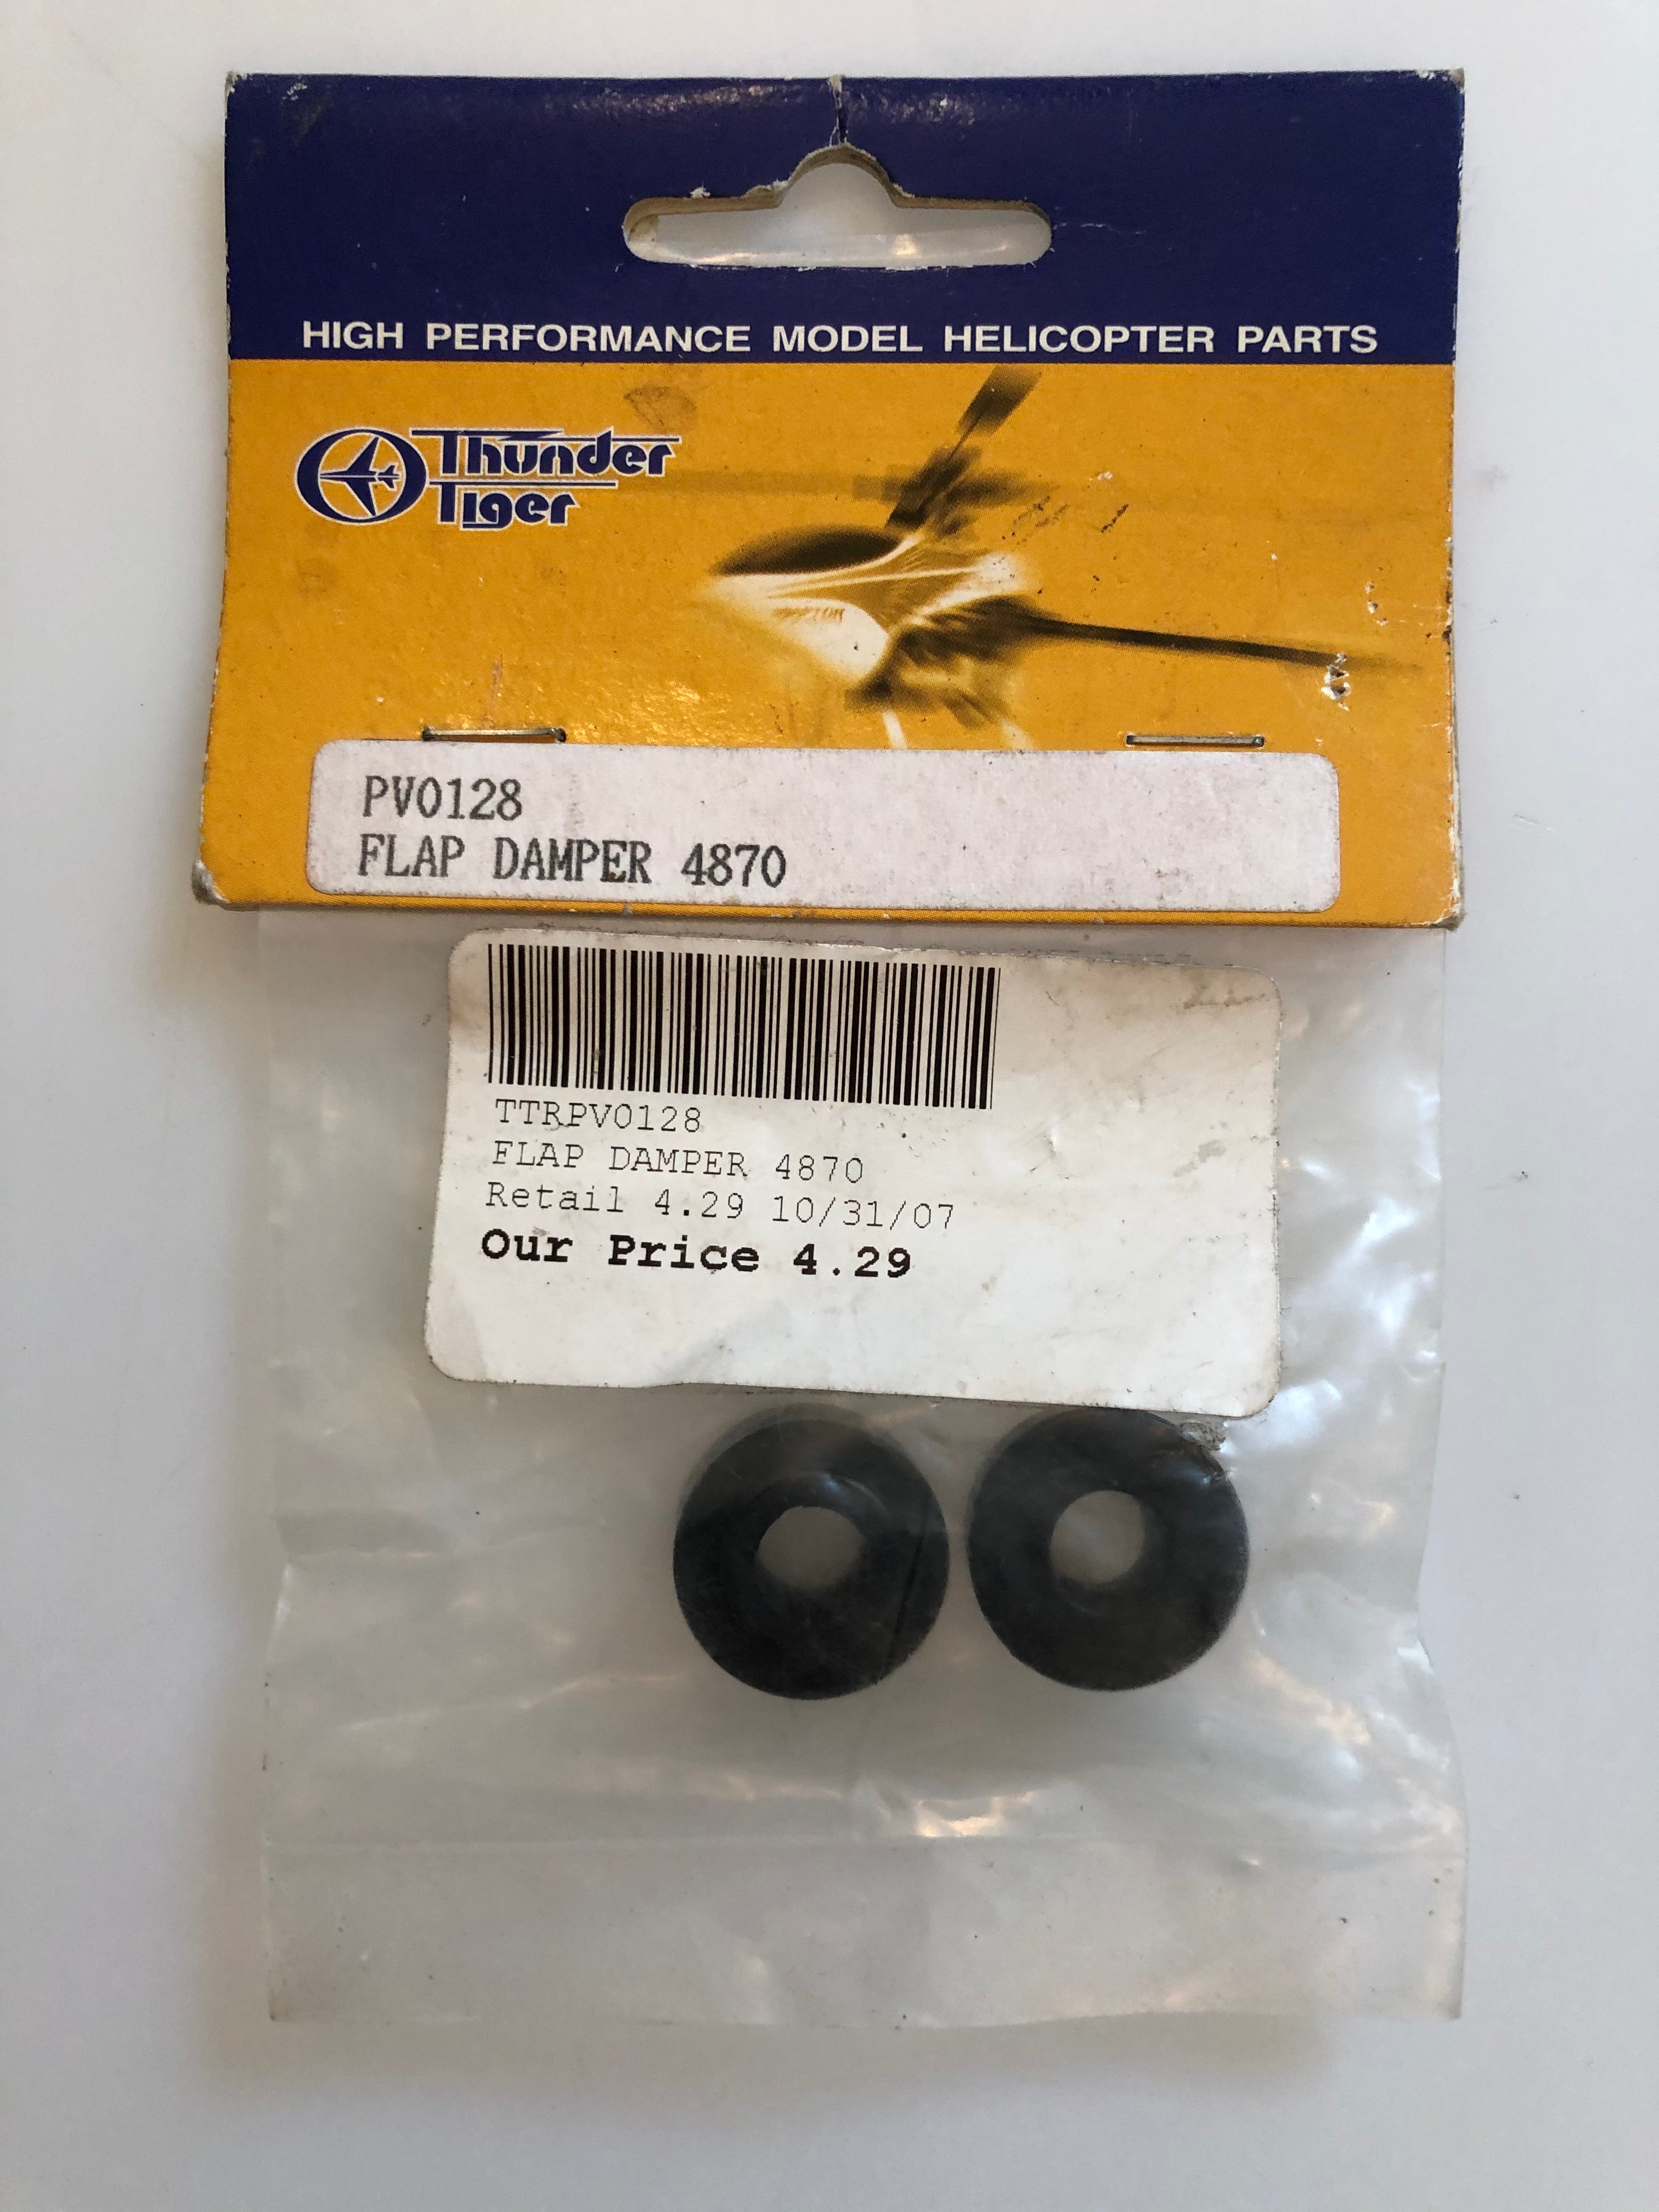 HIGH PERFORMANCE MODEL HELICOPTER PARTS
Thunder
Tiger
PV0128
FLAP DAMPER 4870
TTRPV0128
FLAP DAMPER 4870
Retail 4.29 10/31/07
Our Price 4.29